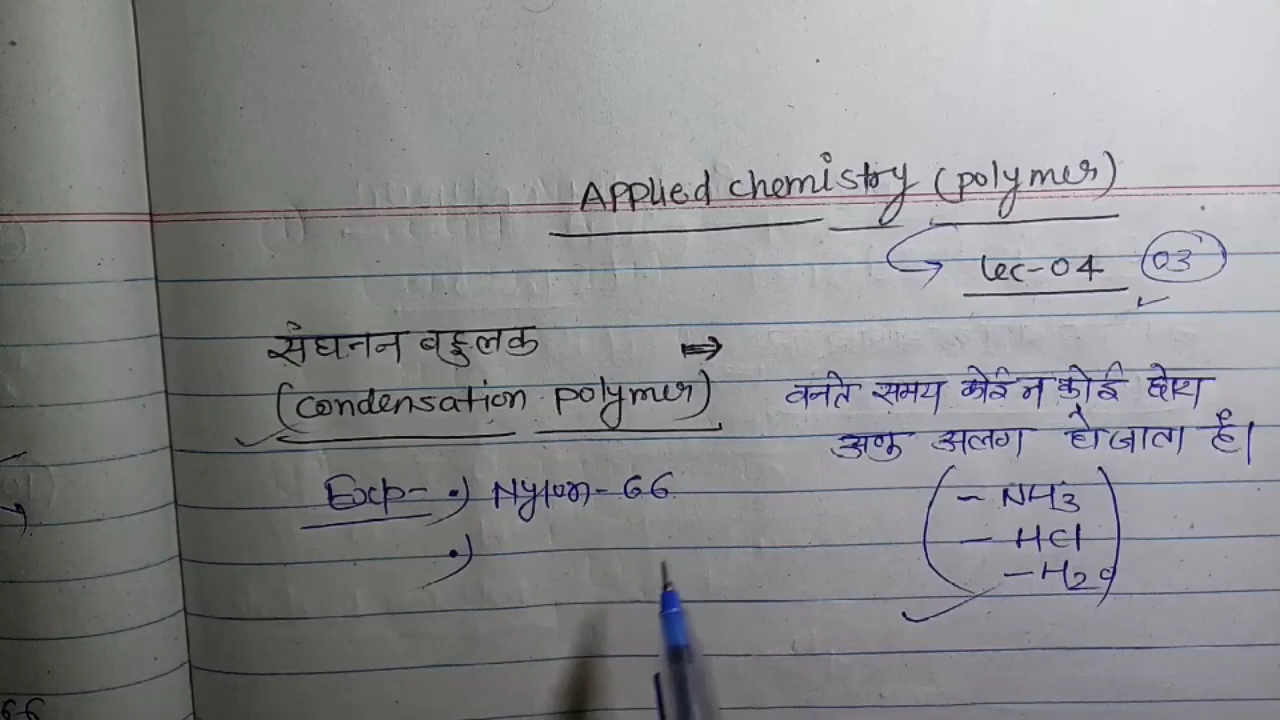 Applied chemistry (polymer)
Lec-04 03
संघनन बहुलक ⇒
(condensation polymer) बनते समय कोई न कोई छोटा
अणु अलग हो जाता है।
Exp- •) Nylon-66 (- NH3
•) - HCl
- H2O)
66